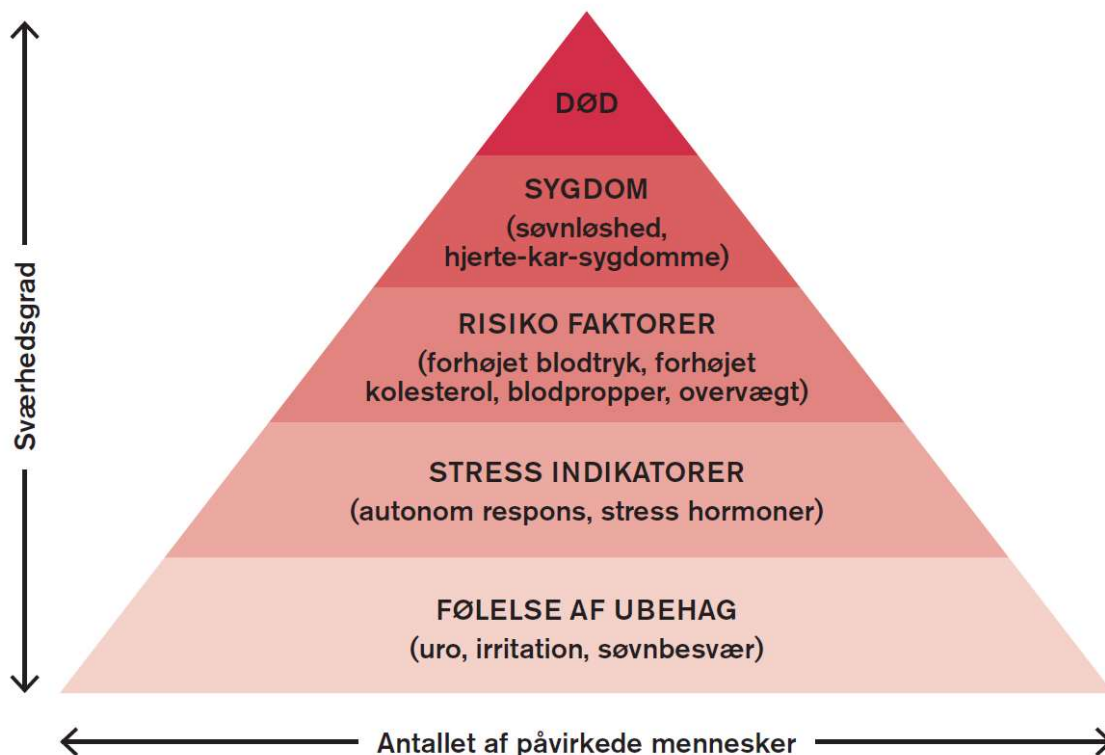 DØD
SYGDOM
(søvnløshed,
hjerte-kar-sygdomme)
RISIKO FAKTORER
(forhøjet blodtryk, forhøjet
kolesterol, blodpropper, overvægt)
STRESS INDIKATORER
(autonom respons, stress hormoner)
FØLELSE AF UBEHAG
(uro, irritation, søvnbesvær)
Sværhedsgrad
Antallet af påvirkede mennesker